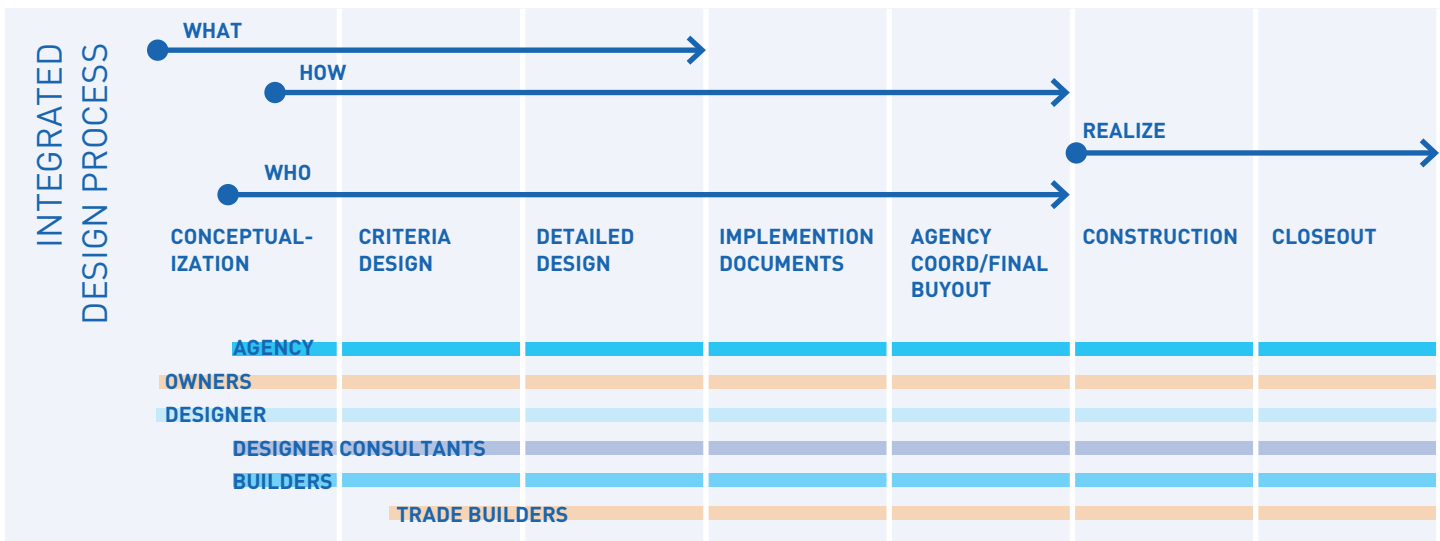 INTEGRATED
DESIGN PROCESS
WHAT
HOW
REALIZE
WHO
CONCEPTUAL-
IZATION
CRITERIA
DESIGN
DETAILED
DESIGN
IMPLEMENTION
DOCUMENTS
AGENCY
COORD/FINAL
BUYOUT
CONSTRUCTION
CLOSEOUT
AGENCY
OWNERS
DESIGNER
DESIGNER CONSULTANTS
BUILDERS
TRADE BUILDERS